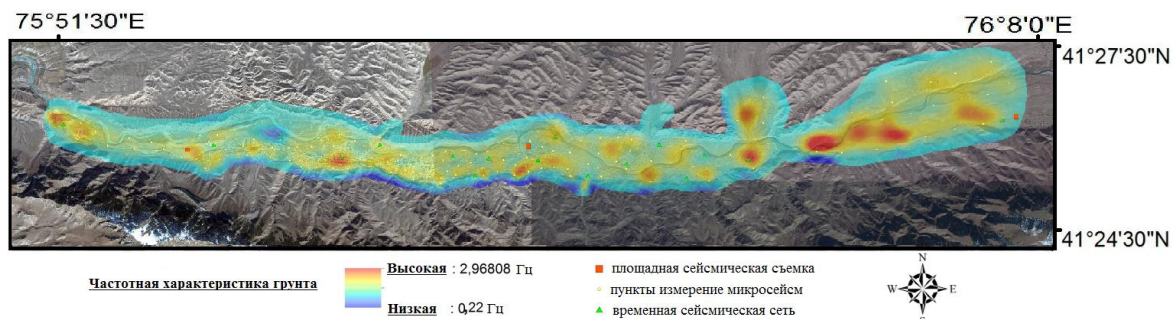 75°51'30"E
76°8'0"E
41°27'30"N
41°24'30"N
Частотная характеристика грунта
Высокая : 2,96808 Гц
Низкая : 0,22 Гц
площадная сейсмическая съемка
пункты измерение микросейсм
временная сейсмическая сеть
N
W E
S